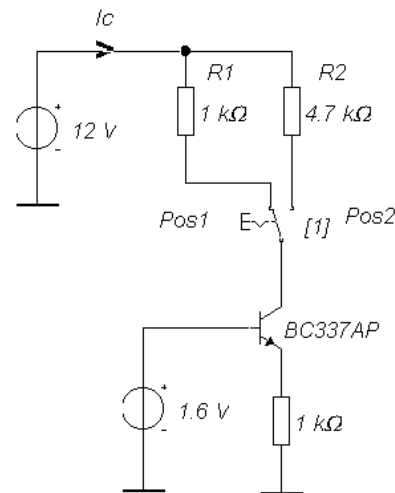 Ic
R1
R2
1 kΩ
4.7 kΩ
+
12 V
-
Pos1
[1]
Pos2
BC337AP
+
1.6 V
-
1 kΩ